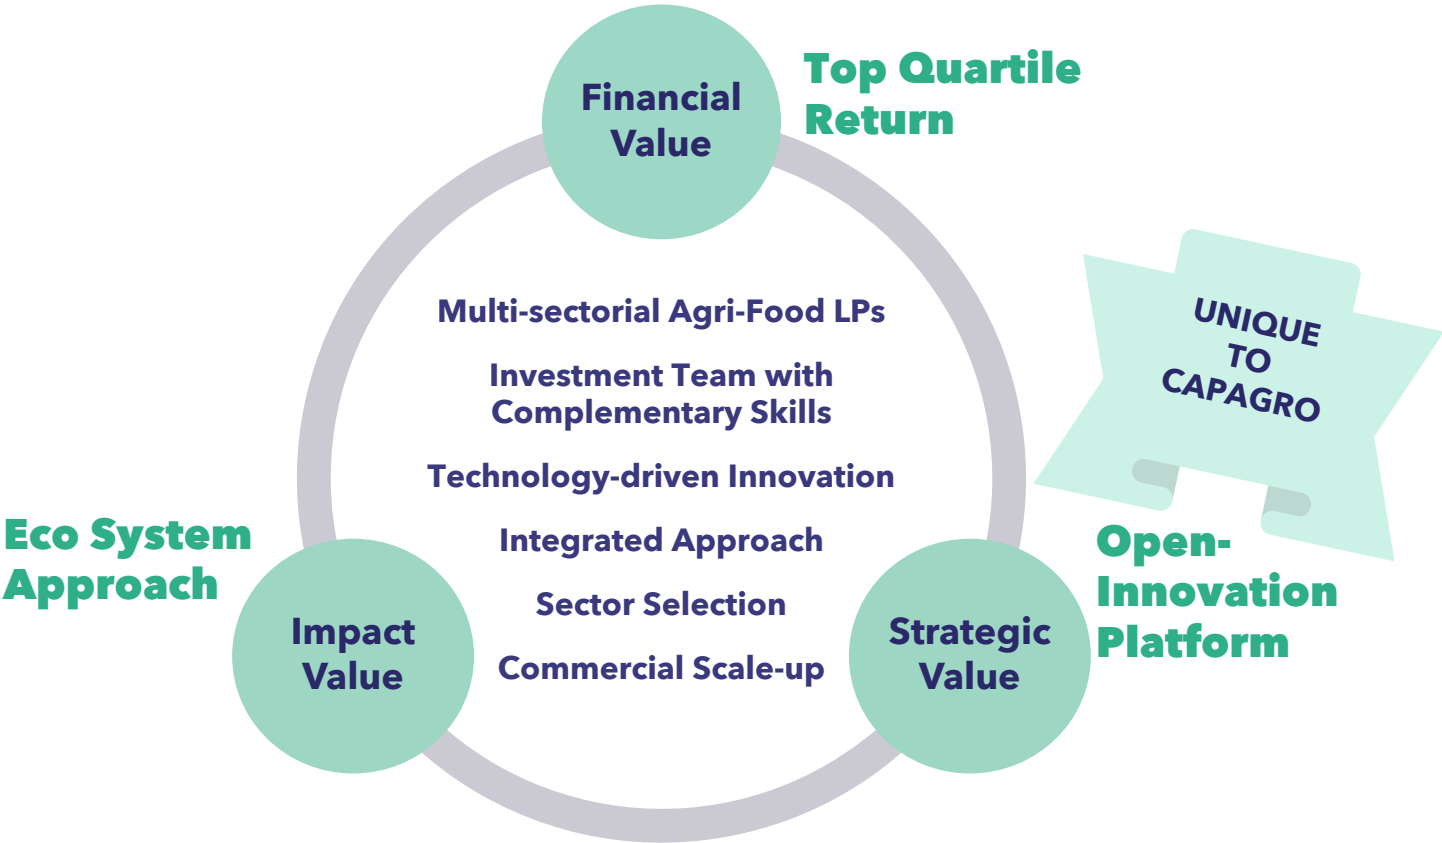 Financial
Value
Top Quartile
Return
UNIQUE
TO
CAPAGRO
Multi-sectorial Agri-Food LPs
Investment Team with
Complementary Skills
Technology-driven Innovation
Integrated Approach
Sector Selection
Commercial Scale-up
Eco System
Approach
Impact
Value
Strategic
Value
Open-
Innovation
Platform